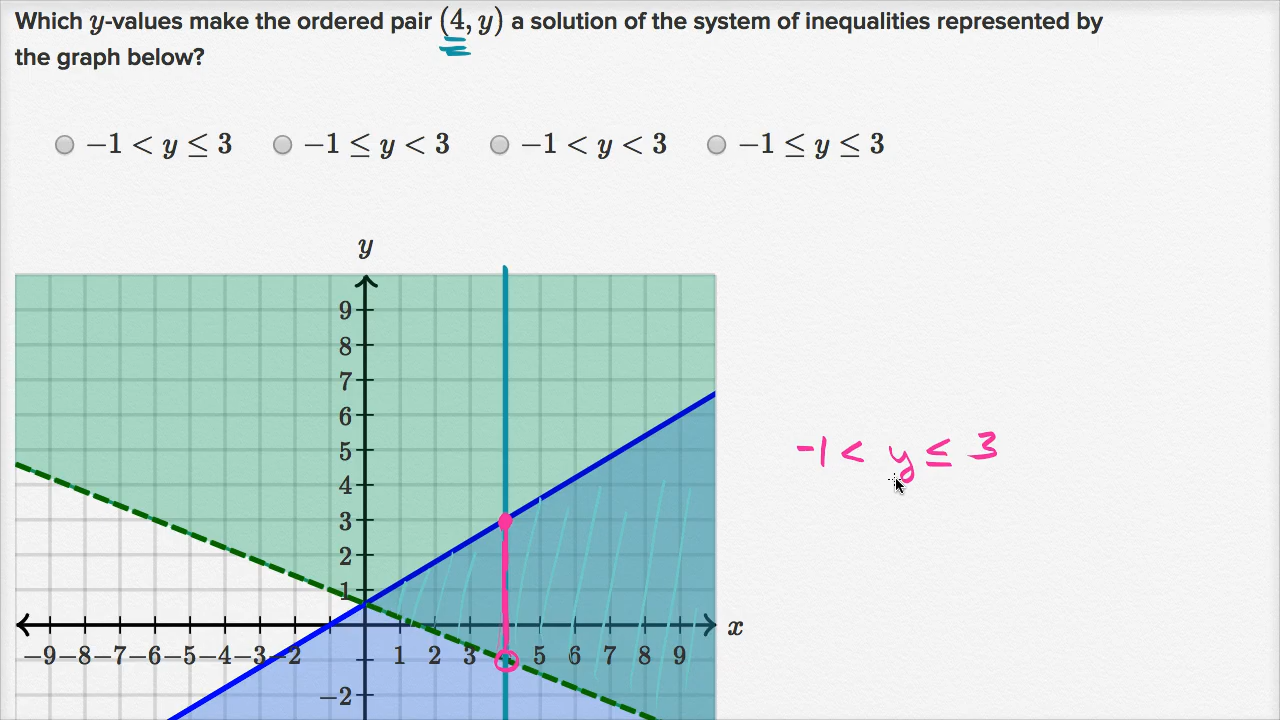 Which y-values make the ordered pair (4, y) a solution of the system of inequalities represented by
the graph below?
−1 < y ≤ 3
−1 ≤ y < 3
−1 < y < 3
−1 ≤ y ≤ 3
y
9
8
7
6
5
4
3
2
1
−2
x
−9 −8 −7 −6 −5 −4 −3 −2 1 2 3 5 6 7 8 9
-1 < y ≤ 3